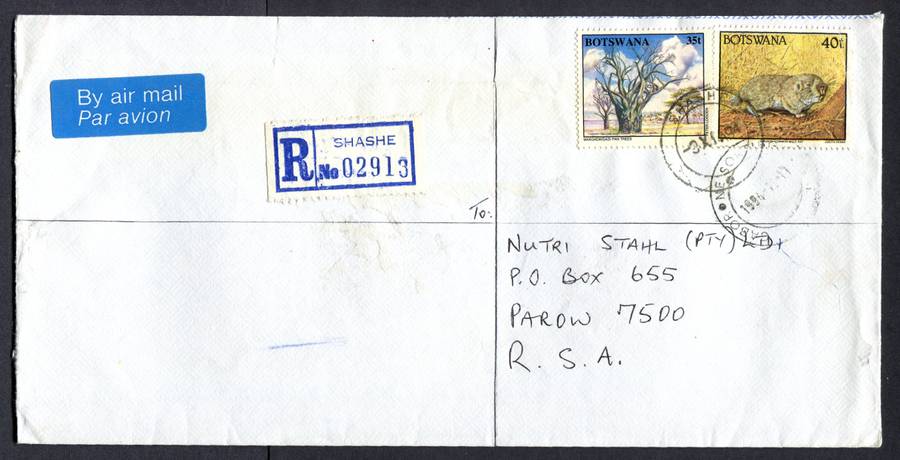 By air mail
Par avion
BOTSWANA 35t
BOTSWANA 40t
R SHASHE
No 02913
To:
NUTRI STAHL (PTY) LTD
P.O. BOX 655
PAROW 7500
R. S. A.